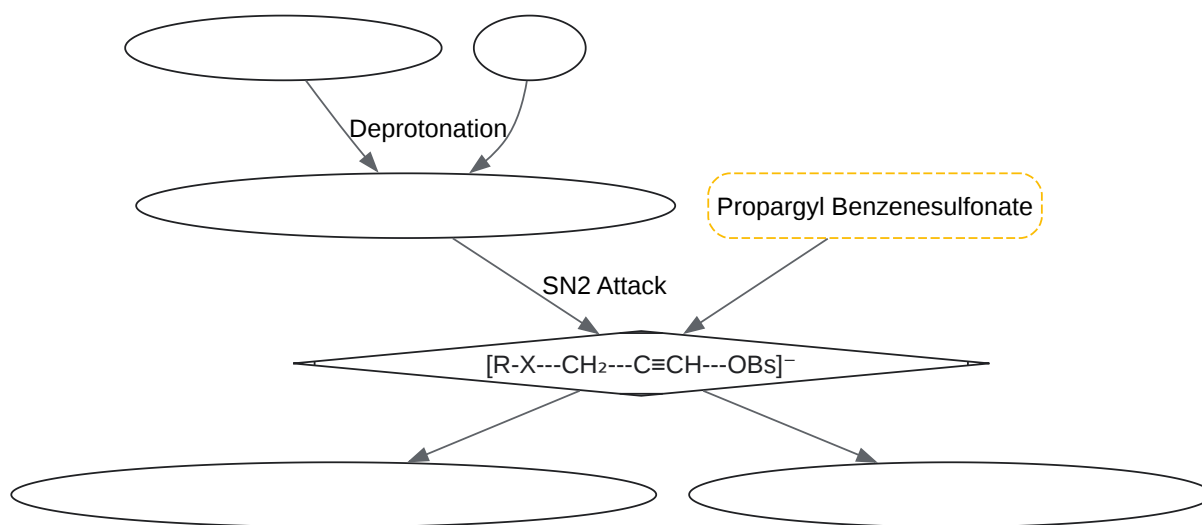 Deprotonation
Propargyl Benzenesulfonate
SN2 Attack
[R-X---CH₂---C≡CH---OBs]⁻